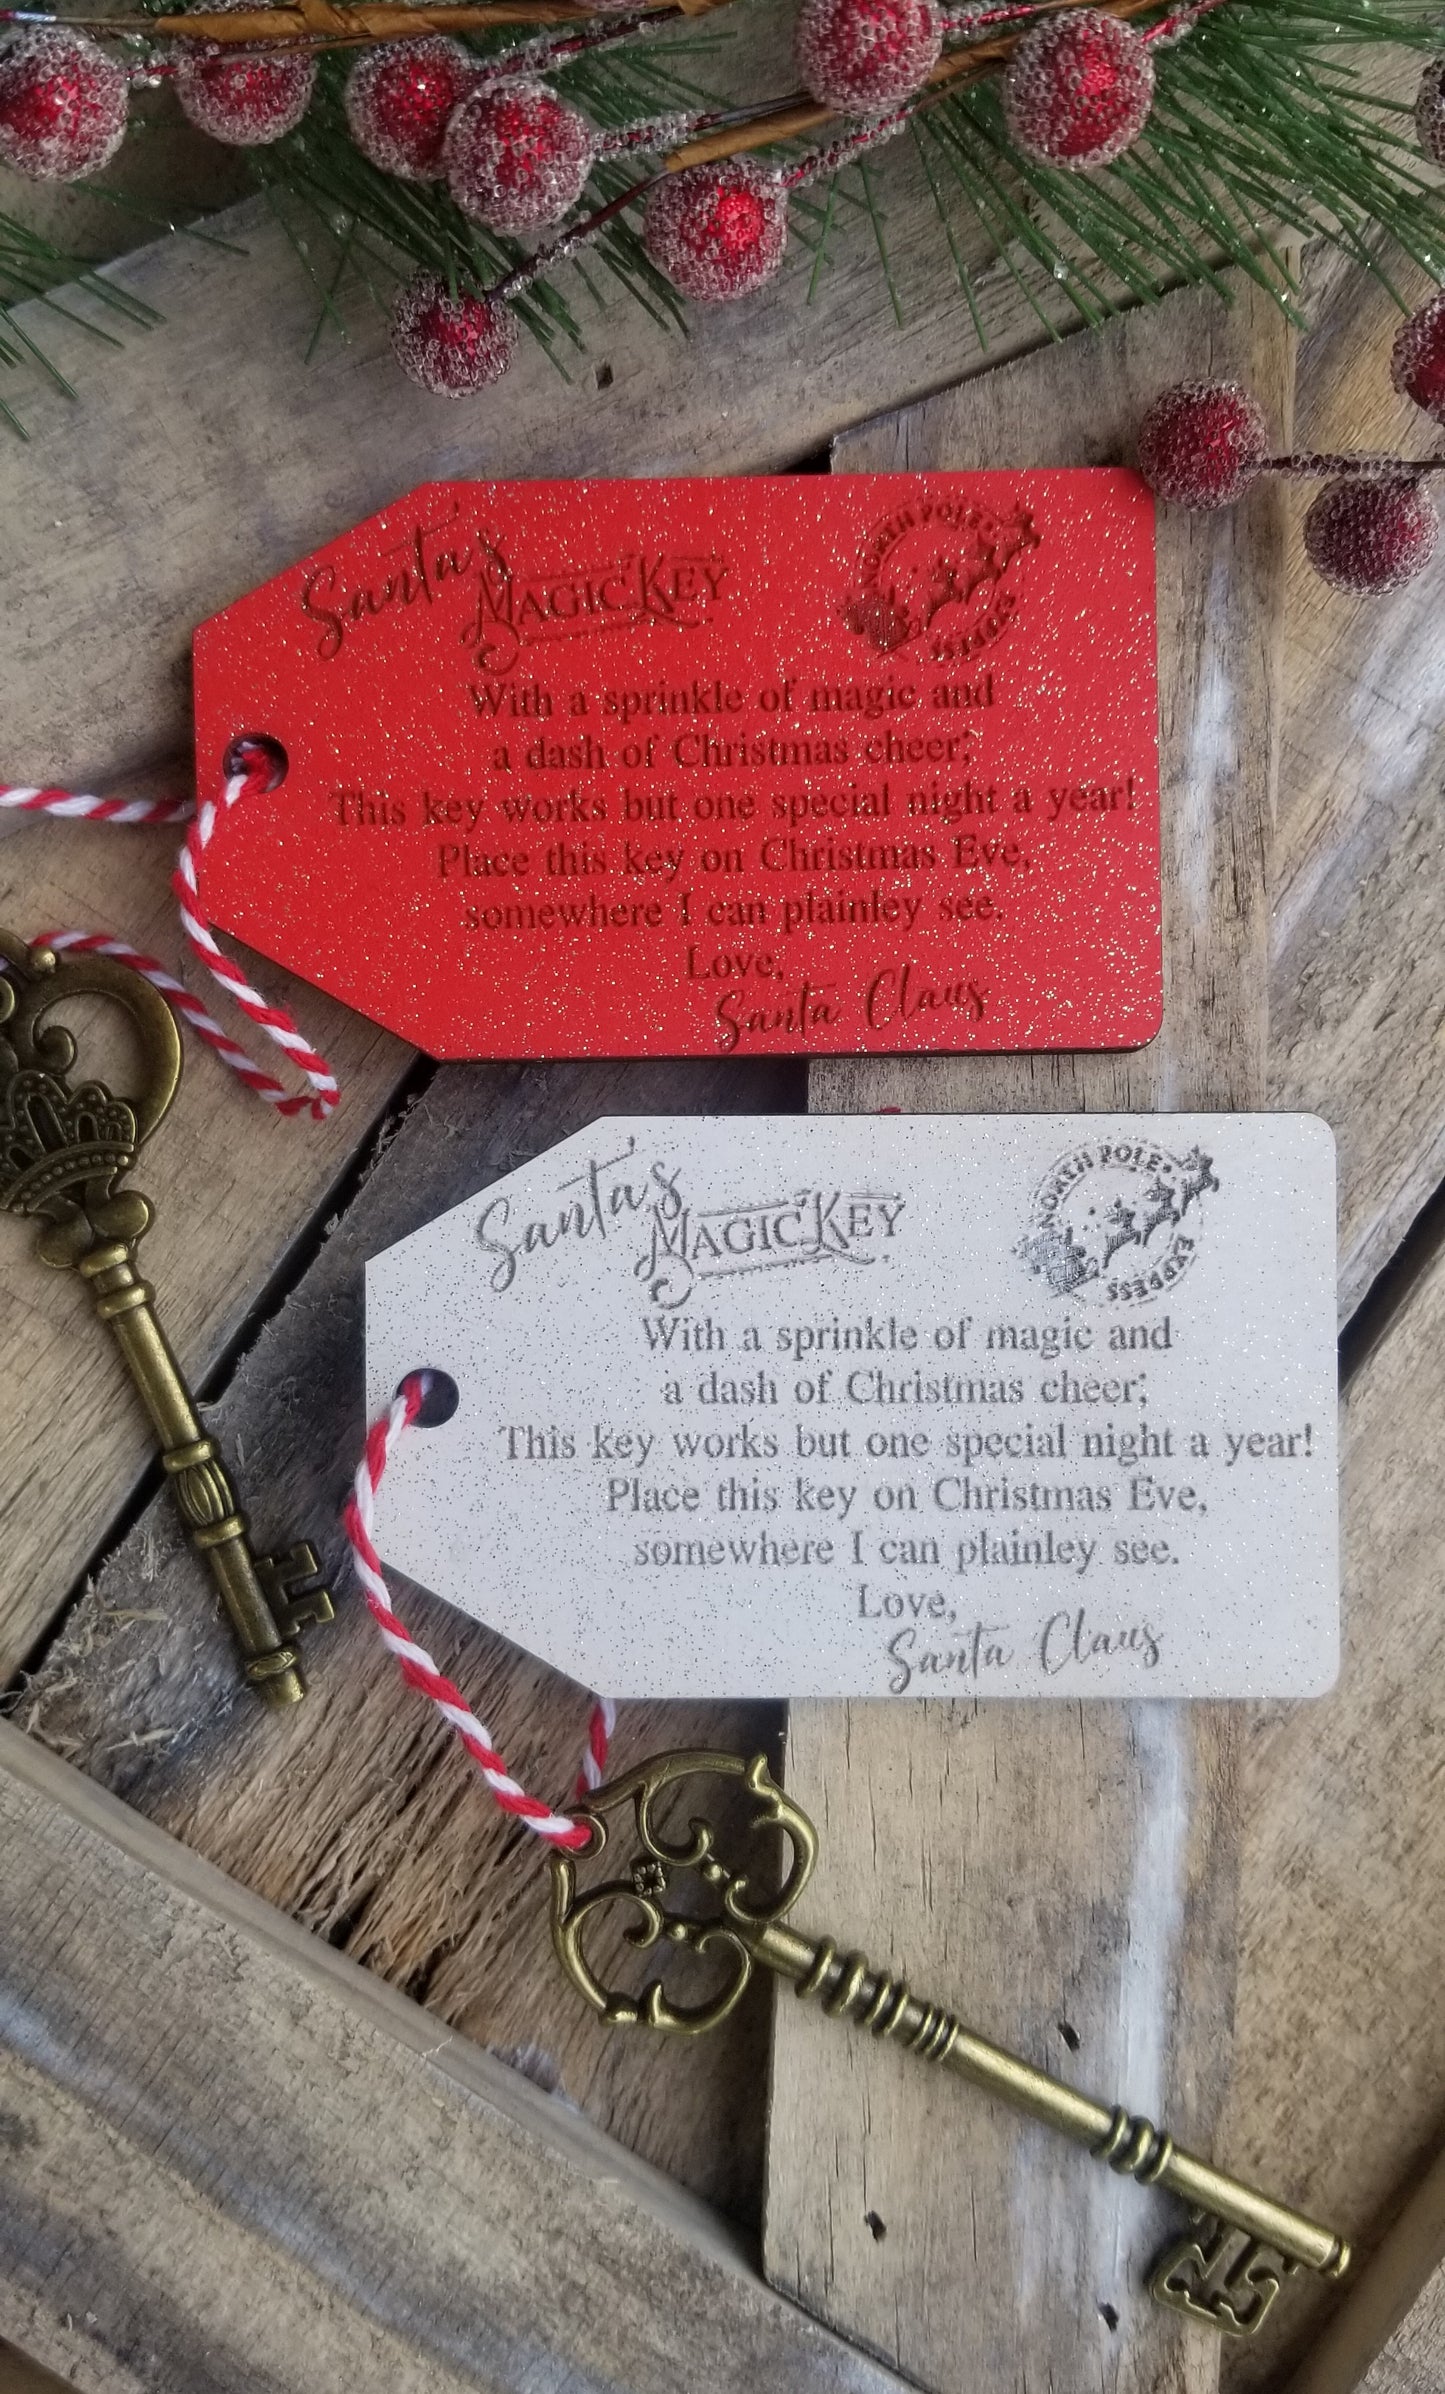 Santa's
MAGIC KEY
NORTH POLE
EXPRESS
With a sprinkle of magic and
a dash of Christmas cheer;
This key works but one special night a year!
Place this key on Christmas Eve,
somewhere I can plainley see.
Love,
Santa Claus
Santa's
MAGIC KEY
NORTH POLE
EXPRESS
With a sprinkle of magic and
a dash of Christmas cheer;
This key works but one special night a year!
Place this key on Christmas Eve,
somewhere I can plainley see.
Love,
Santa Claus